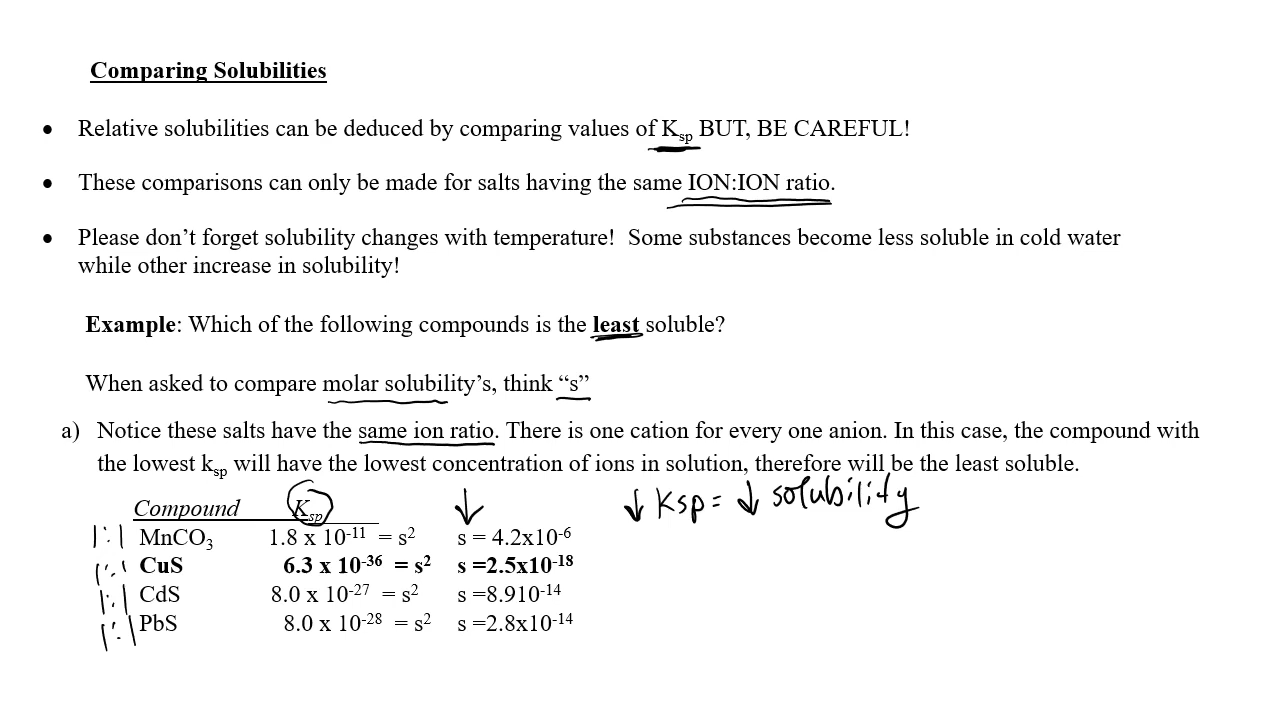 Comparing Solubilities
• Relative solubilities can be deduced by comparing values of Ksp BUT, BE CAREFUL!
• These comparisons can only be made for salts having the same ION:ION ratio.
• Please don’t forget solubility changes with temperature! Some substances become less soluble in cold water
while other increase in solubility!
Example: Which of the following compounds is the least soluble?
When asked to compare molar solubility’s, think “s”
a) Notice these salts have the same ion ratio. There is one cation for every one anion. In this case, the compound with
the lowest ksp will have the lowest concentration of ions in solution, therefore will be the least soluble.
Compound Ksp ↓ ↓ Ksp = ↓ solubility
1:1 MnCO₃ 1.8 x 10⁻¹¹ = s² s = 4.2x10⁻⁶
1:1 CuS 6.3 x 10⁻³⁶ = s² s =2.5x10⁻¹⁸
1:1 CdS 8.0 x 10⁻²⁷ = s² s =8.910⁻¹⁴
1:1 PbS 8.0 x 10⁻²⁸ = s² s =2.8x10⁻¹⁴